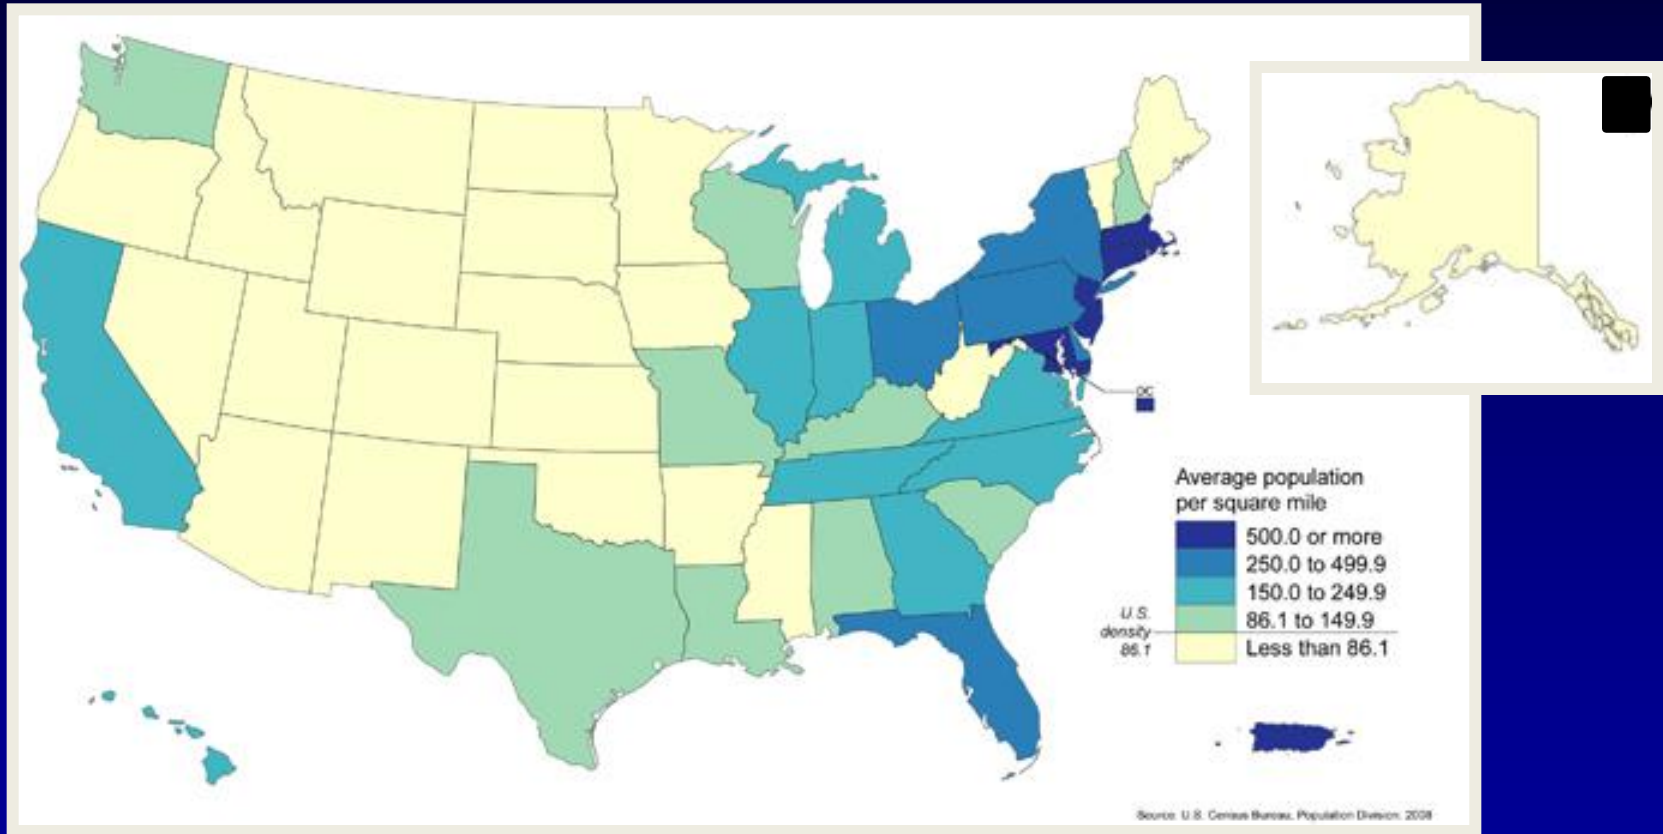 DC
Average population
per square mile
500.0 or more
250.0 to 499.9
150.0 to 249.9
86.1 to 149.9
Less than 86.1
U.S.
density
86.1
Source: U.S. Census Bureau, Population Division: 2008